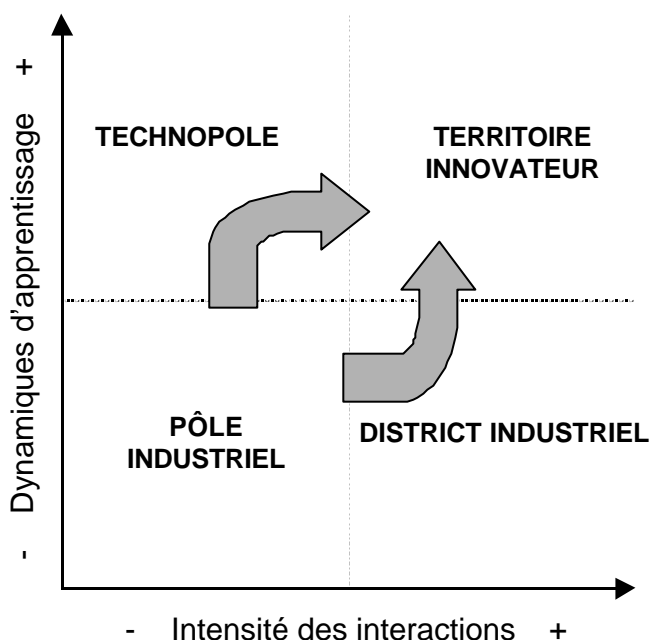 TECHNOPOLE
TERRITOIRE
INNOVATEUR
PÔLE
INDUSTRIEL
DISTRICT INDUSTRIEL
- Dynamiques d'apprentissage +
- Intensité des interactions +